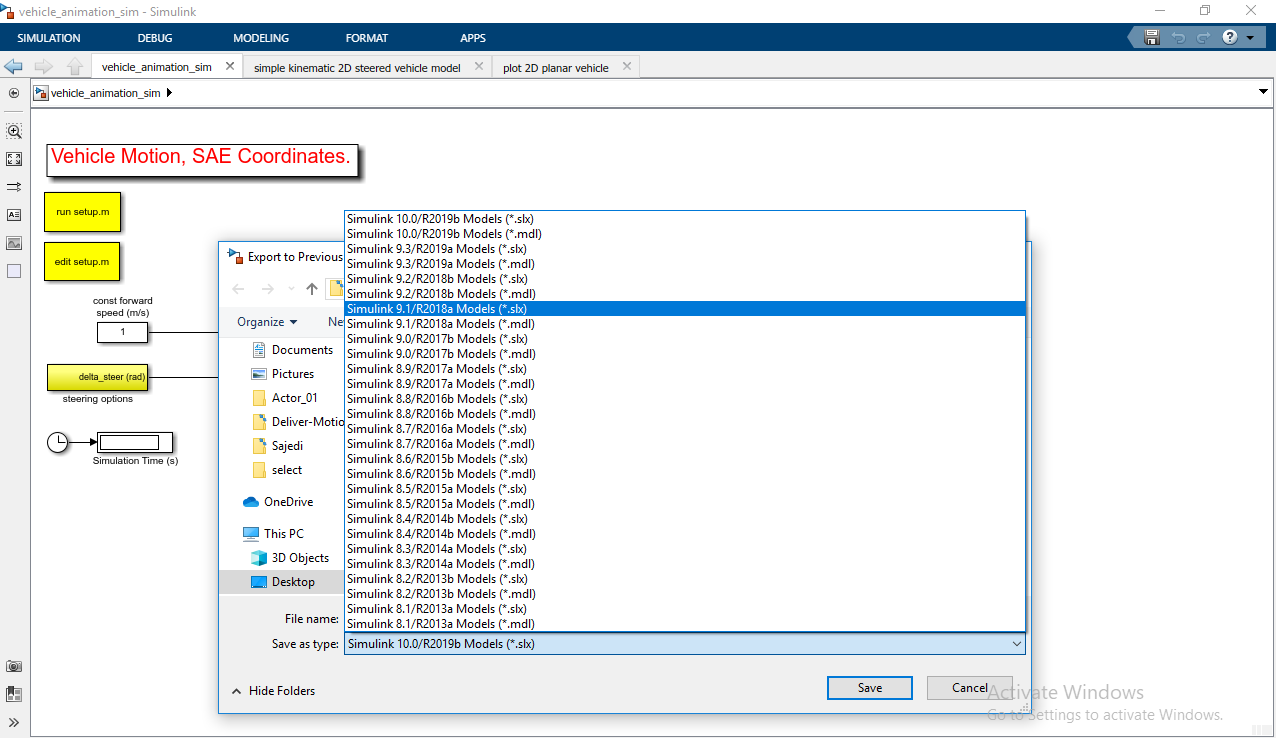 vehicle_animation_sim - Simulink
SIMULATION DEBUG MODELING FORMAT APPS
vehicle_animation_sim simple kinematic 2D steered vehicle model plot 2D planar vehicle
vehicle_animation_sim
Vehicle Motion, SAE Coordinates.
run setup.m
edit setup.m
const forward
speed (m/s)
1
delta_steer (rad)
steering options
Simulation Time (s)
Export to Previous
Organize Ne
Documents
Pictures
Actor_01
Deliver-Motio
Sajedi
select
OneDrive
This PC
3D Objects
Desktop
Simulink 10.0/R2019b Models (*.slx)
Simulink 10.0/R2019b Models (*.mdl)
Simulink 9.3/R2019a Models (*.slx)
Simulink 9.3/R2019a Models (*.mdl)
Simulink 9.2/R2018b Models (*.slx)
Simulink 9.2/R2018b Models (*.mdl)
Simulink 9.1/R2018a Models (*.slx)
Simulink 9.1/R2018a Models (*.mdl)
Simulink 9.0/R2017b Models (*.slx)
Simulink 9.0/R2017b Models (*.mdl)
Simulink 8.9/R2017a Models (*.slx)
Simulink 8.9/R2017a Models (*.mdl)
Simulink 8.8/R2016b Models (*.slx)
Simulink 8.8/R2016b Models (*.mdl)
Simulink 8.7/R2016a Models (*.slx)
Simulink 8.7/R2016a Models (*.mdl)
Simulink 8.6/R2015b Models (*.slx)
Simulink 8.6/R2015b Models (*.mdl)
Simulink 8.5/R2015a Models (*.slx)
Simulink 8.5/R2015a Models (*.mdl)
Simulink 8.4/R2014b Models (*.slx)
Simulink 8.4/R2014b Models (*.mdl)
Simulink 8.3/R2014a Models (*.slx)
Simulink 8.3/R2014a Models (*.mdl)
Simulink 8.2/R2013b Models (*.slx)
Simulink 8.2/R2013b Models (*.mdl)
Simulink 8.1/R2013a Models (*.slx)
Simulink 8.1/R2013a Models (*.mdl)
File name:
Save as type: Simulink 10.0/R2019b Models (*.slx)
Hide Folders Save Cancel
Activate Windows
Go to Settings to activate Windows.